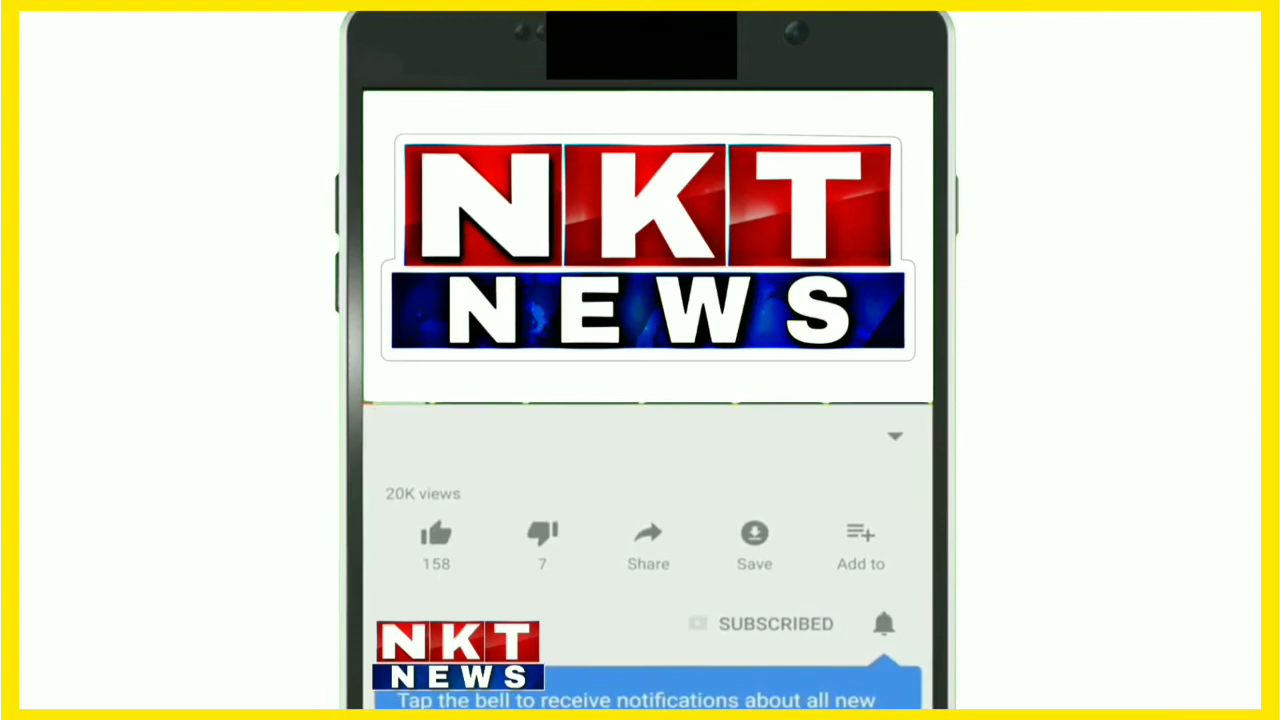 NKT
NEWS
20K views
158
7
Share
Save
Add to
SUBSCRIBED
NKT
NEWS
Tap the bell to receive notifications about all new